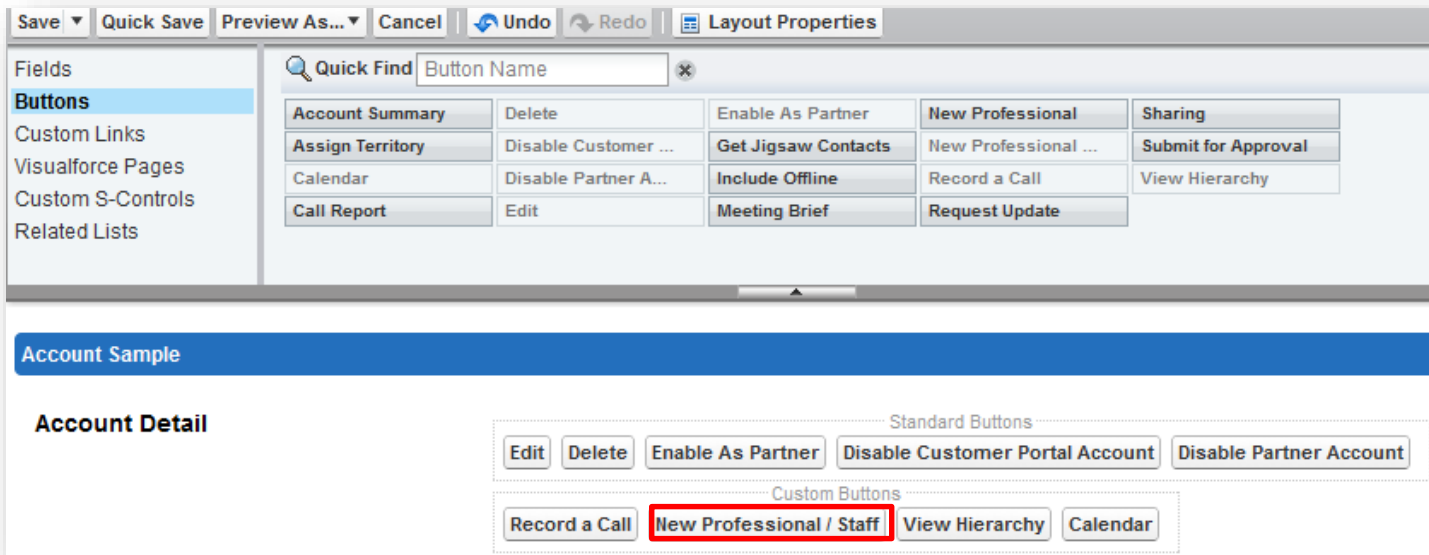 Save Quick Save Preview As... Cancel Undo Redo Layout Properties
Fields
Buttons
Custom Links
Visualforce Pages
Custom S-Controls
Related Lists
Quick Find Button Name
Account Summary Delete Enable As Partner New Professional Sharing
Assign Territory Disable Customer ... Get Jigsaw Contacts New Professional ... Submit for Approval
Calendar Disable Partner A... Include Offline Record a Call View Hierarchy
Call Report Edit Meeting Brief Request Update
Account Sample
Account Detail
Standard Buttons
Edit Delete Enable As Partner Disable Customer Portal Account Disable Partner Account
Custom Buttons
Record a Call New Professional / Staff View Hierarchy Calendar